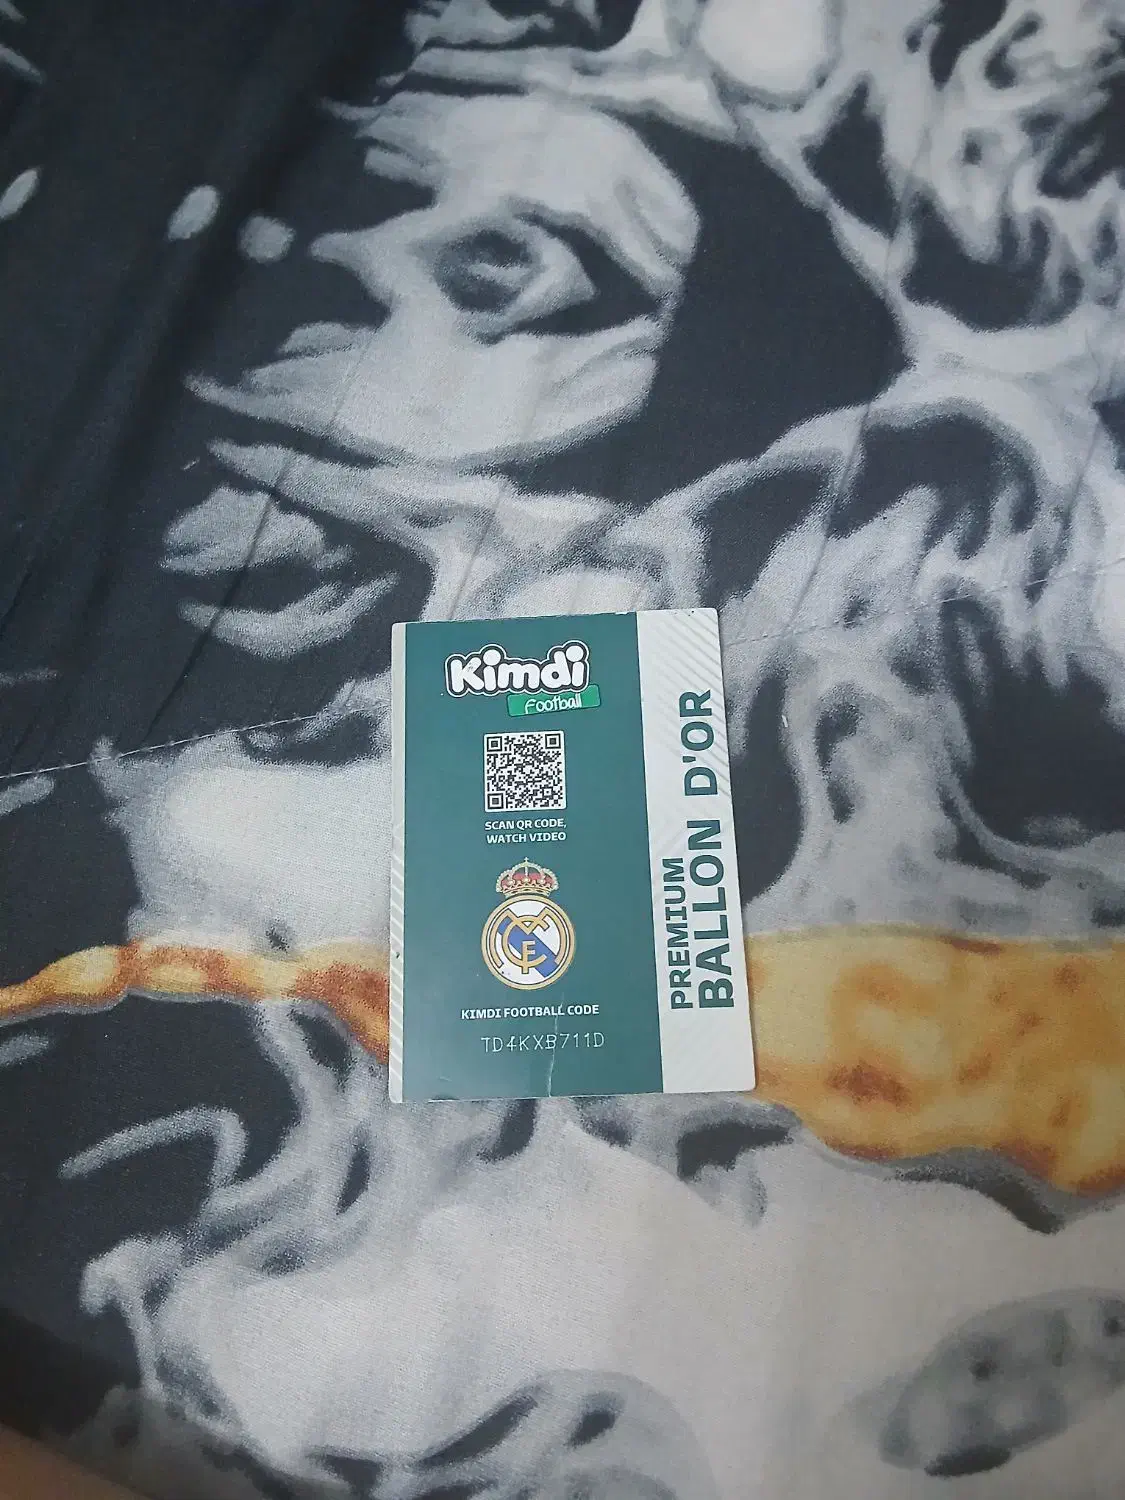 Kimdi
Football
SCAN QR CODE,
WATCH VIDEO
KIMDI FOOTBALL CODE
TD4KXB711D
PREMIUM
BALLON D'OR